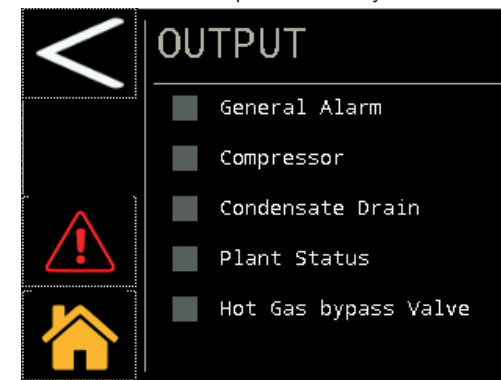 OUTPUT
General Alarm
Compressor
Condensate Drain
Plant Status
Hot Gas bypass Valve